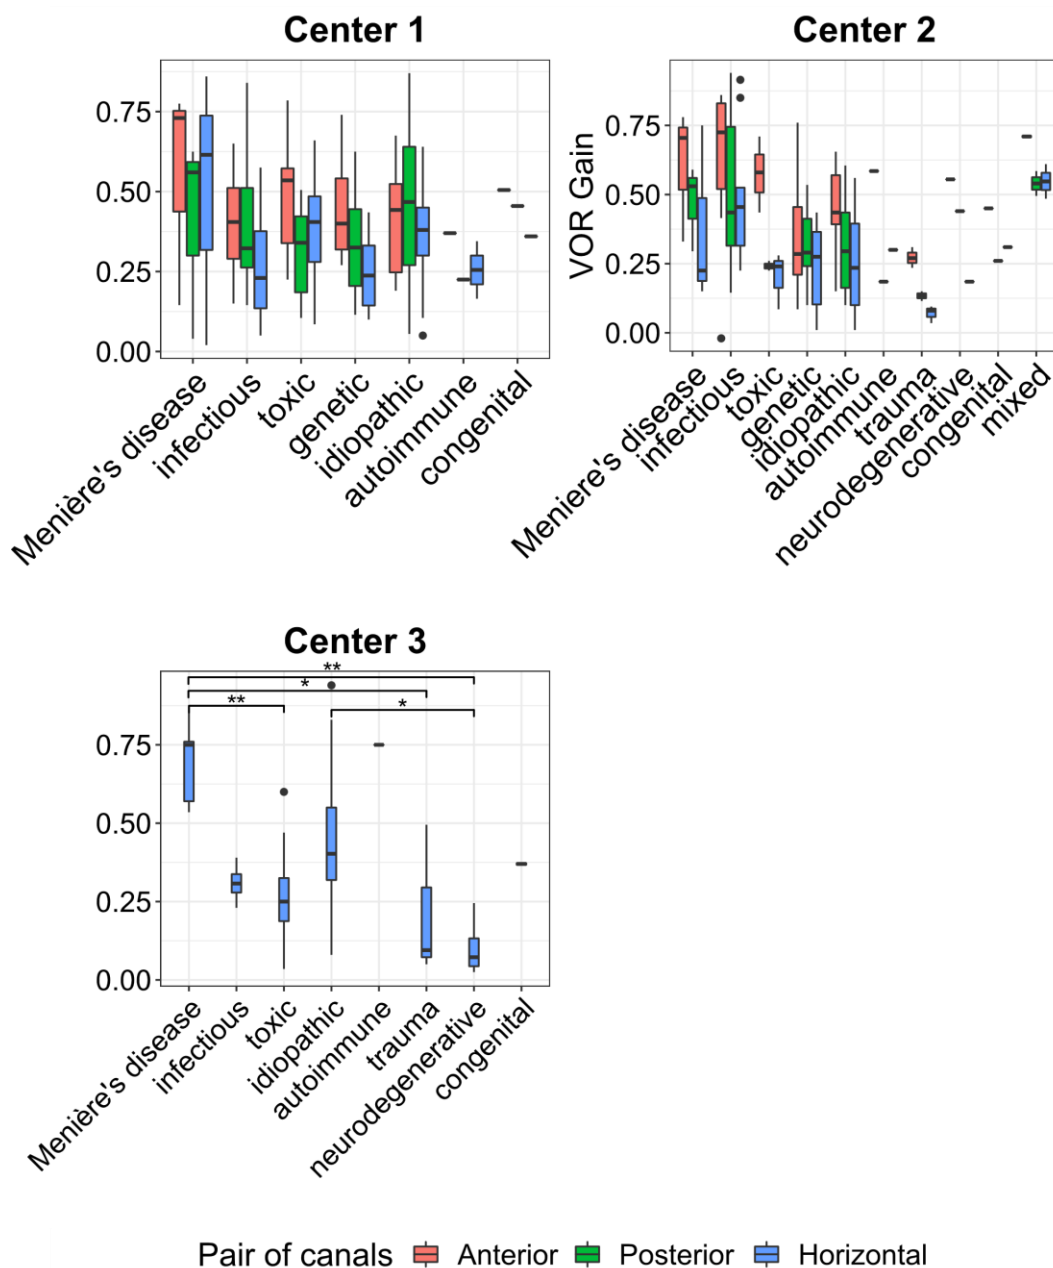 Center 1
0.75
0.50
0.25
0.00
Menière's disease
infectious
toxic
genetic
idiopathic
autoimmune
congenital
Center 2
VOR Gain
0.75
0.50
0.25
0.00
Meniere's disease
infectious
toxic
genetic
idiopathic
autoimmune
trauma
neurodegenerative
congenital
mixed
Center 3
**
*
**
*
0.75
0.50
0.25
0.00
Menière's disease
infectious
toxic
idiopathic
autoimmune
trauma
neurodegenerative
congenital
Pair of canals Anterior Posterior Horizontal